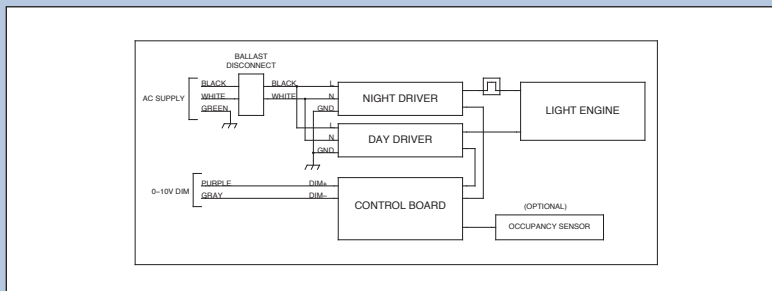 BALLAST
DISCONNECT
AC SUPPLY
BLACK
BLACK
L
WHITE
WHITE
N
GREEN
GND
NIGHT DRIVER
LIGHT ENGINE
L
N
GND
DAY DRIVER
0–10V DIM
PURPLE
DIM+
GRAY
DIM–
CONTROL BOARD
(OPTIONAL)
OCCUPANCY SENSOR